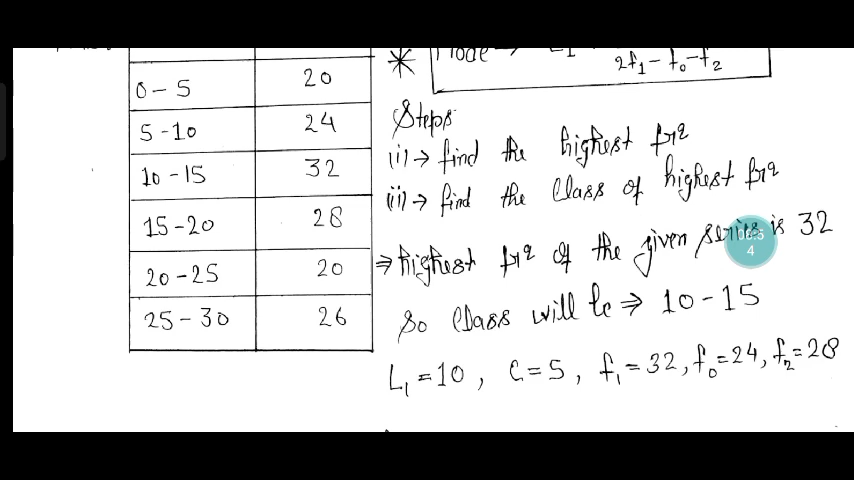 0-5 20
5-10 24
10-15 32
15-20 28
20-25 20
25-30 26
* Mode →
2f₁-f₀-f₂
Steps
(i)→ find the highest frq
(ii)→ find the class of highest frq
⇒ highest frq of the given series is 32
So class will be ⇒ 10-15
L₁=10, C=5, f₁=32, f₀=24, f₂=28